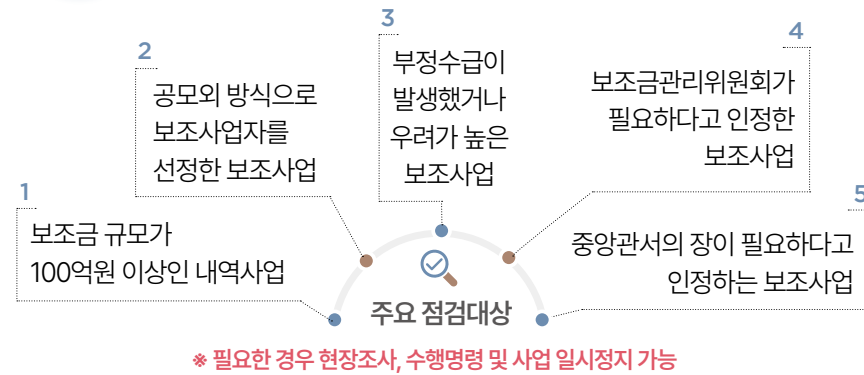 1
보조금 규모가
100억원 이상인 내역사업
2
공모외 방식으로
보조사업자를
선정한 보조사업
3
부정수급이
발생했거나
우려가 높은
보조사업
4
보조금관리위원회가
필요하다고 인정한
보조사업
5
중앙관서의 장이 필요하다고
인정하는 보조사업
주요 점검대상
※ 필요한 경우 현장조사, 수행명령 및 사업 일시정지 가능